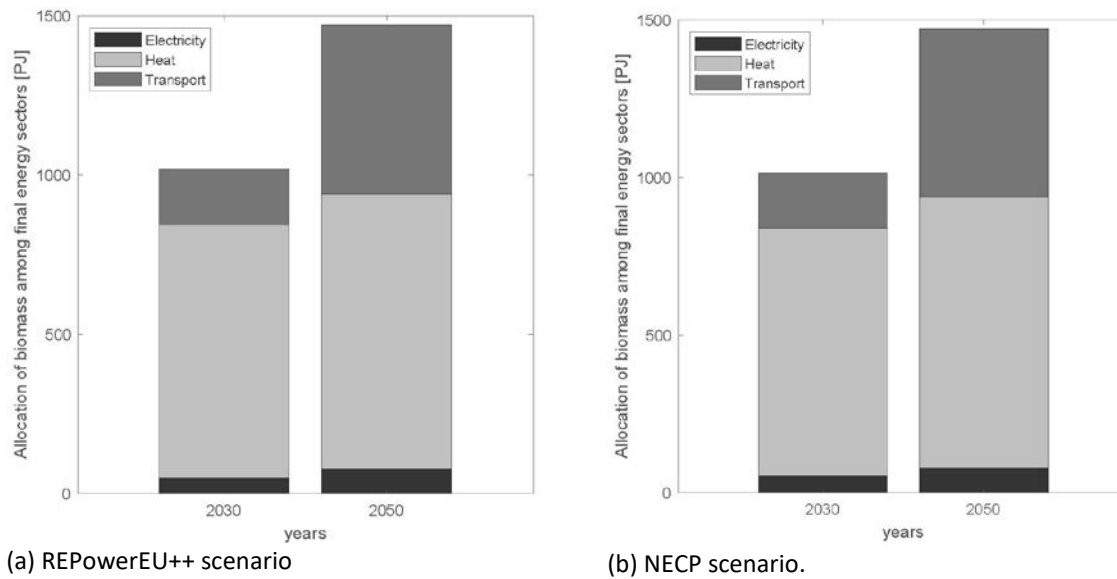 Allocation of biomass among final energy sectors [PJ]
1500
1000
500
0
Electricity
Heat
Transport
2030
2050
years
(a) REPowerEU++ scenario
Allocation of biomass among final energy sectors [PJ]
1500
1000
500
0
Electricity
Heat
Transport
2030
2050
years
(b) NECP scenario.